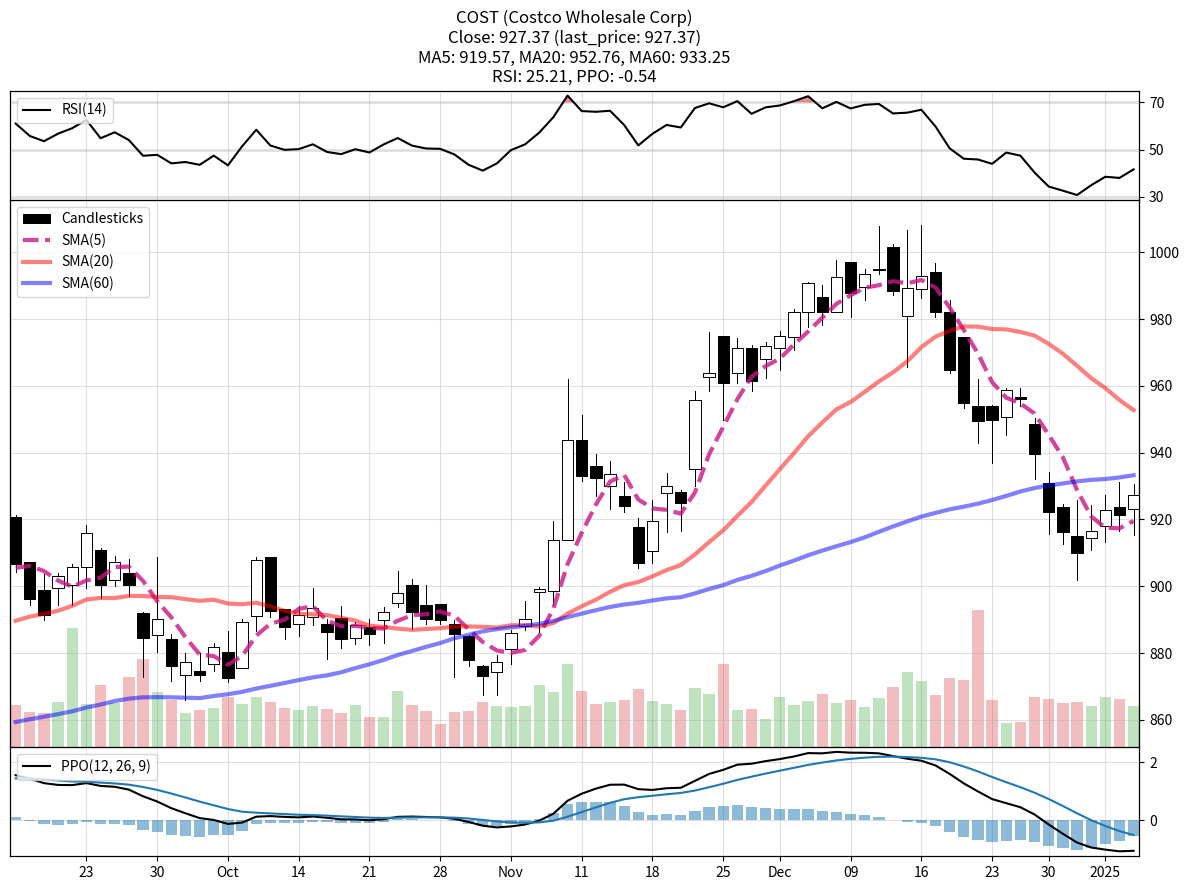 COST (Costco Wholesale Corp)
Close: 927.37 (last_price: 927.37)
MA5: 919.57, MA20: 952.76, MA60: 933.25
RSI: 25.21, PPO: -0.54
RSI(14)
70
50
30
Candlesticks
SMA(5)
SMA(20)
SMA(60)
1000
980
960
940
920
900
880
860
PPO(12, 26, 9)
2
0
23 30 Oct 14 21 28 Nov 11 18 25 Dec 09 16 23 30 2025